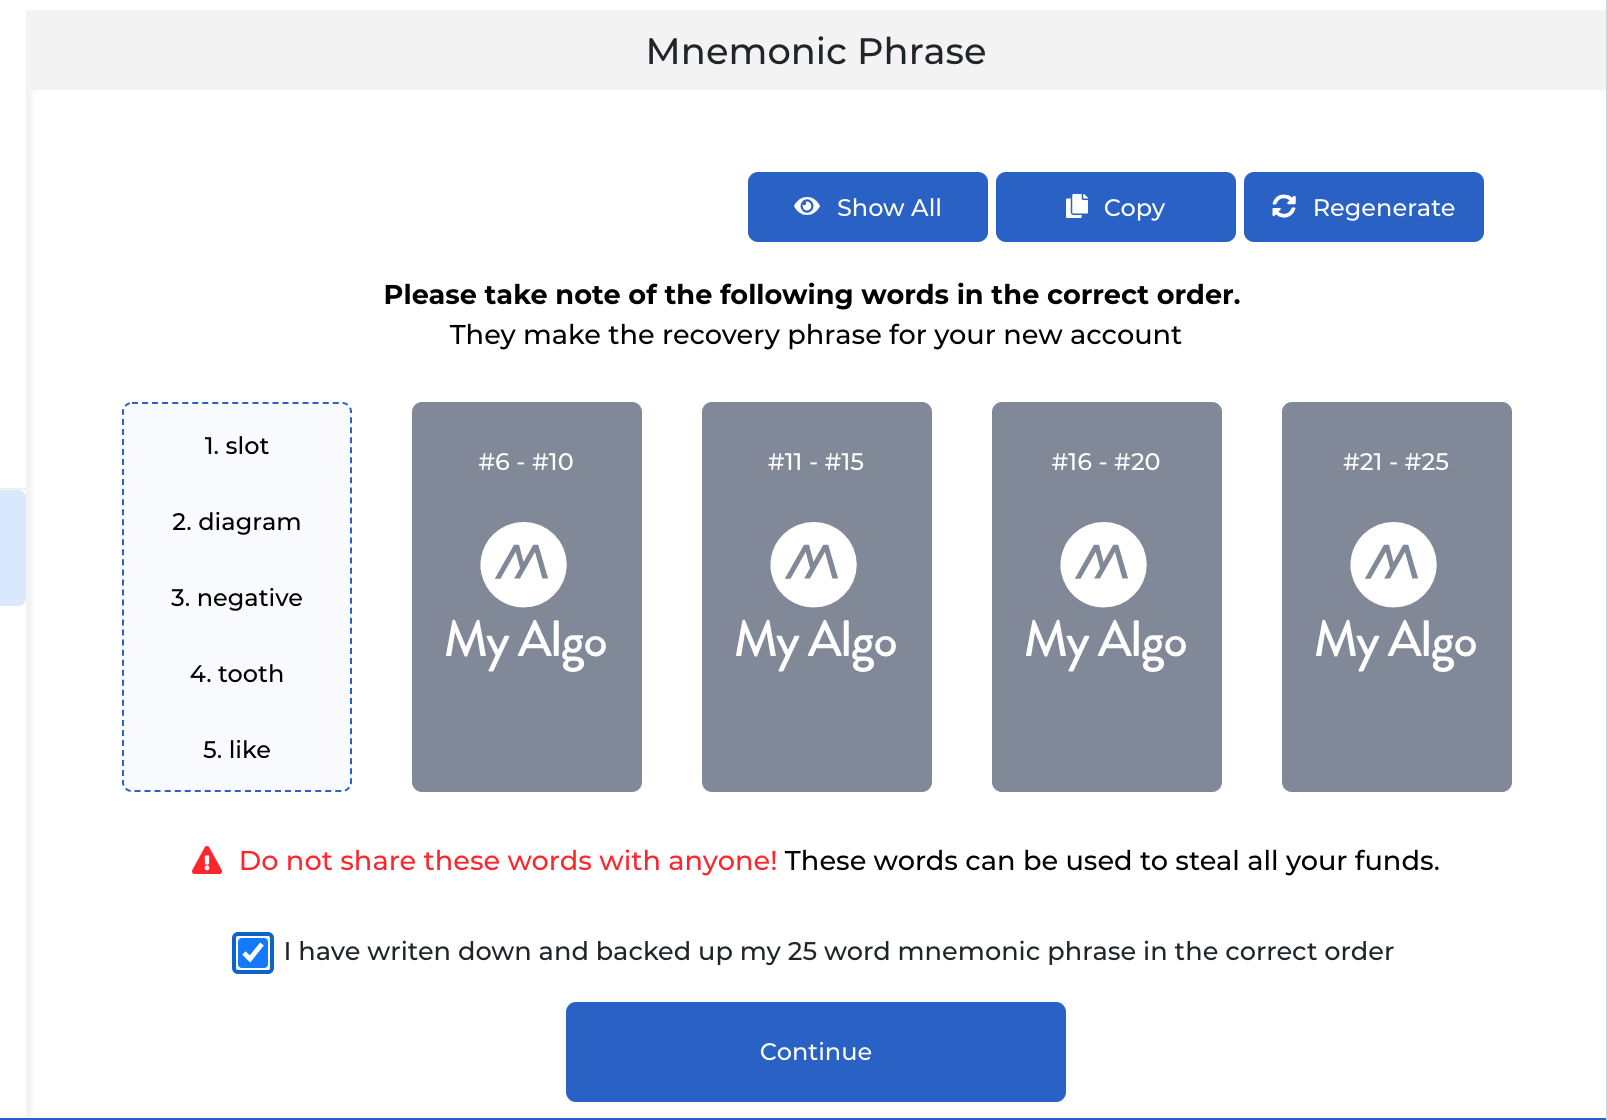 Mnemonic Phrase
Show All
Copy
Regenerate
Please take note of the following words in the correct order.
They make the recovery phrase for your new account
1. slot
2. diagram
3. negative
4. tooth
5. like
#6 - #10
My Algo
#11 - #15
My Algo
#16 - #20
My Algo
#21 - #25
My Algo
Do not share these words with anyone! These words can be used to steal all your funds.
I have writen down and backed up my 25 word mnemonic phrase in the correct order
Continue